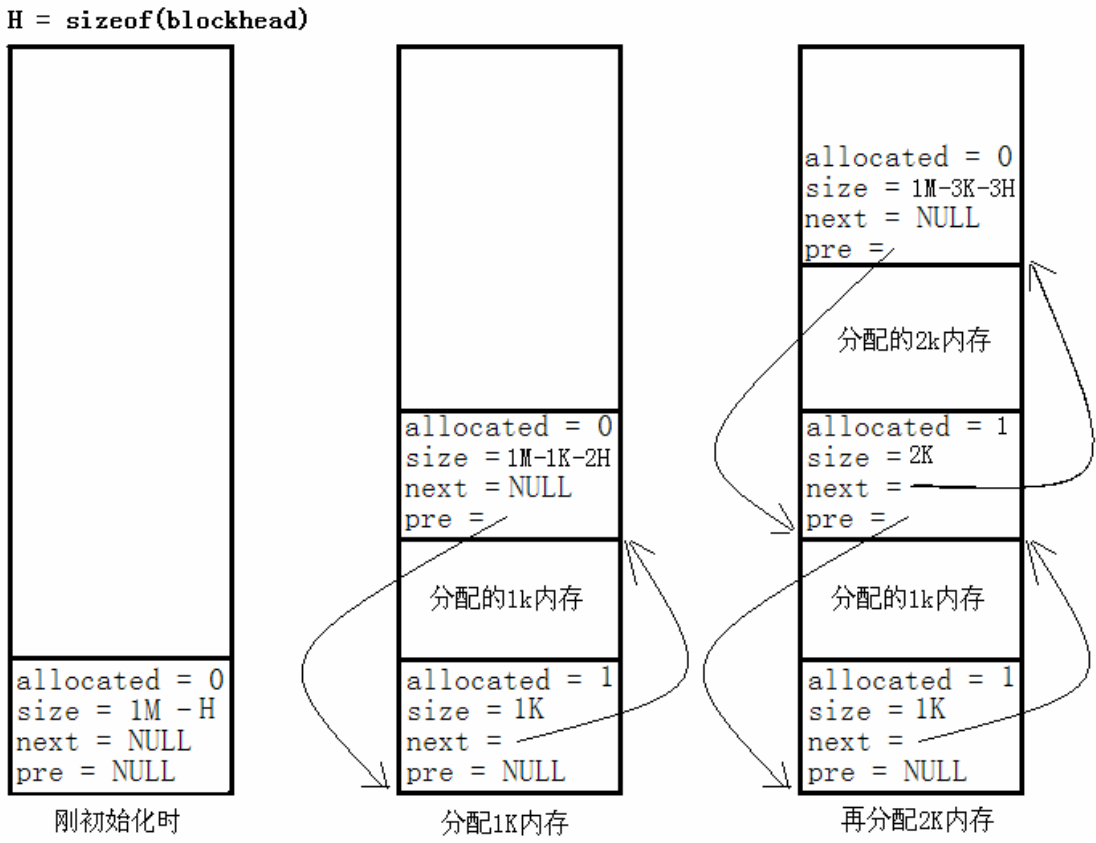 H = sizeof(blockhead)
allocated = 0
size = 1M - H
next = NULL
pre = NULL
刚初始化时
allocated = 0
size = 1M-1K-2H
next = NULL
pre =
分配的1k内存
allocated = 1
size = 1K
next =
pre = NULL
分配1K内存
allocated = 0
size = 1M-3K-3H
next = NULL
pre =
分配的2k内存
allocated = 1
size = 2K
next =
pre =
分配的1k内存
allocated = 1
size = 1K
next =
pre = NULL
再分配2K内存